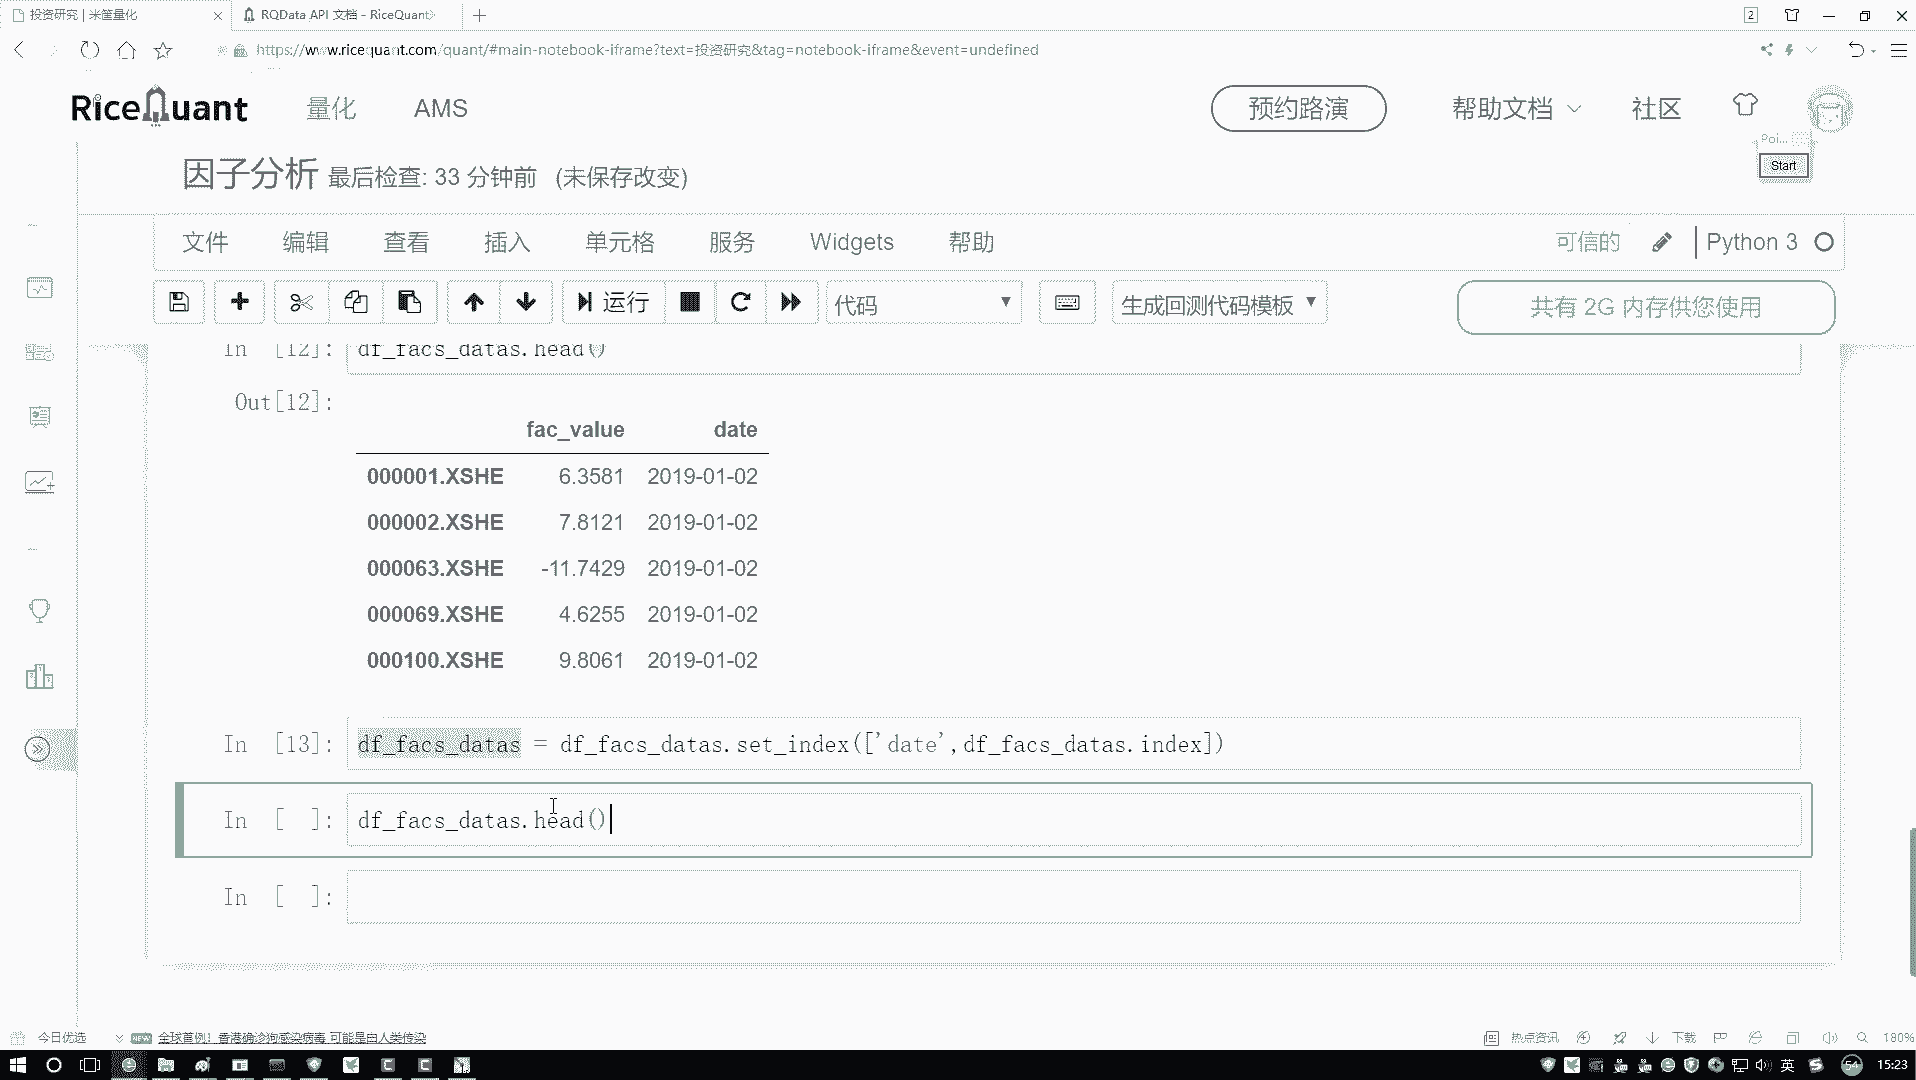 投资研究 | 米筐量化
RQData API 文档 - RiceQuant
2
https://www.ricequant.com/quant/#main-notebook-iframe?text=投资研究&tag=notebook-iframe&event=undefined
RiceQuant 量化 AMS 预约路演 帮助文档 社区
Poi...
Start
因子分析 最后检查: 33 分钟前 (未保存改变)
文件 编辑 查看 插入 单元格 服务 Widgets 帮助 可信的 Python 3
运行 代码 生成回测代码模板 共有 2G 内存供您使用
In [12]: df_facs_datas.head()
Out[12]:
fac_value date
000001.XSHE 6.3581 2019-01-02
000002.XSHE 7.8121 2019-01-02
000063.XSHE -11.7429 2019-01-02
000069.XSHE 4.6255 2019-01-02
000100.XSHE 9.8061 2019-01-02
In [13]: df_facs_datas = df_facs_datas.set_index(['date',df_facs_datas.index])
In [ ]: df_facs_datas.head()
In [ ]:
今日优选 NEW 全球首例！香港确诊狗感染病毒 可能是由人类传染 热点资讯 下载 180%
英 54 15:23